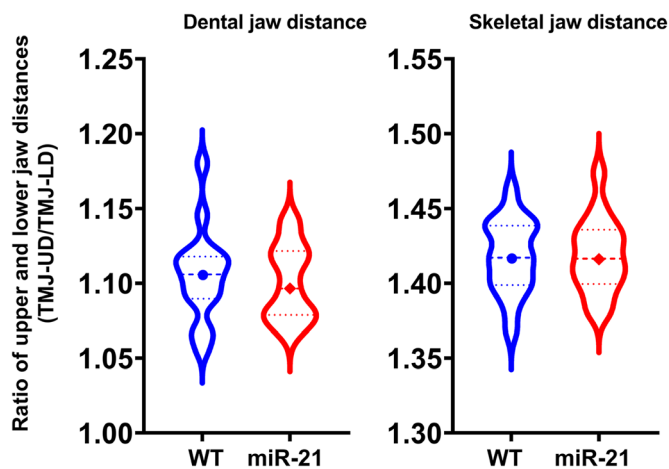 Dental jaw distance
Skeletal jaw distance
Ratio of upper and lower jaw distances
(TMJ-UD/TMJ-LD)
1.25
1.20
1.15
1.10
1.05
1.00
WT
miR-21
1.55
1.50
1.45
1.40
1.35
1.30
WT
miR-21